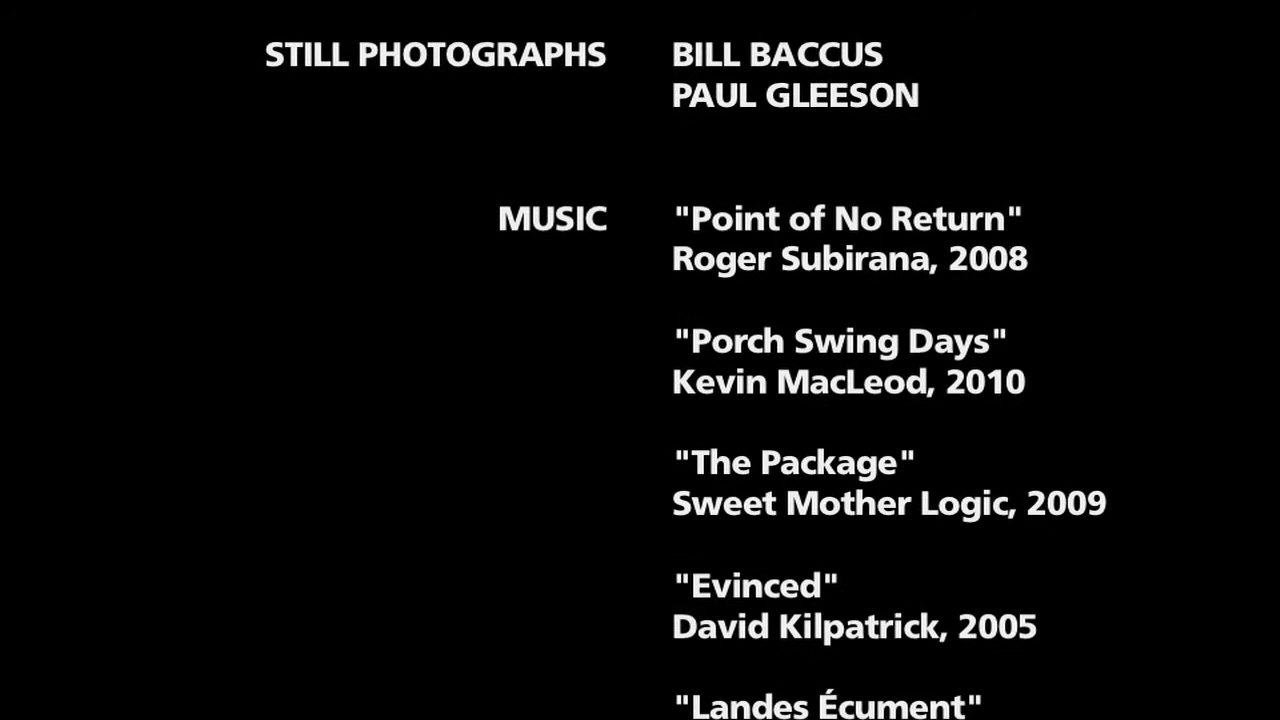 STILL PHOTOGRAPHS BILL BACCUS
PAUL GLEESON
MUSIC "Point of No Return"
Roger Subirana, 2008
"Porch Swing Days"
Kevin MacLeod, 2010
"The Package"
Sweet Mother Logic, 2009
"Evinced"
David Kilpatrick, 2005
"Landes Écument"